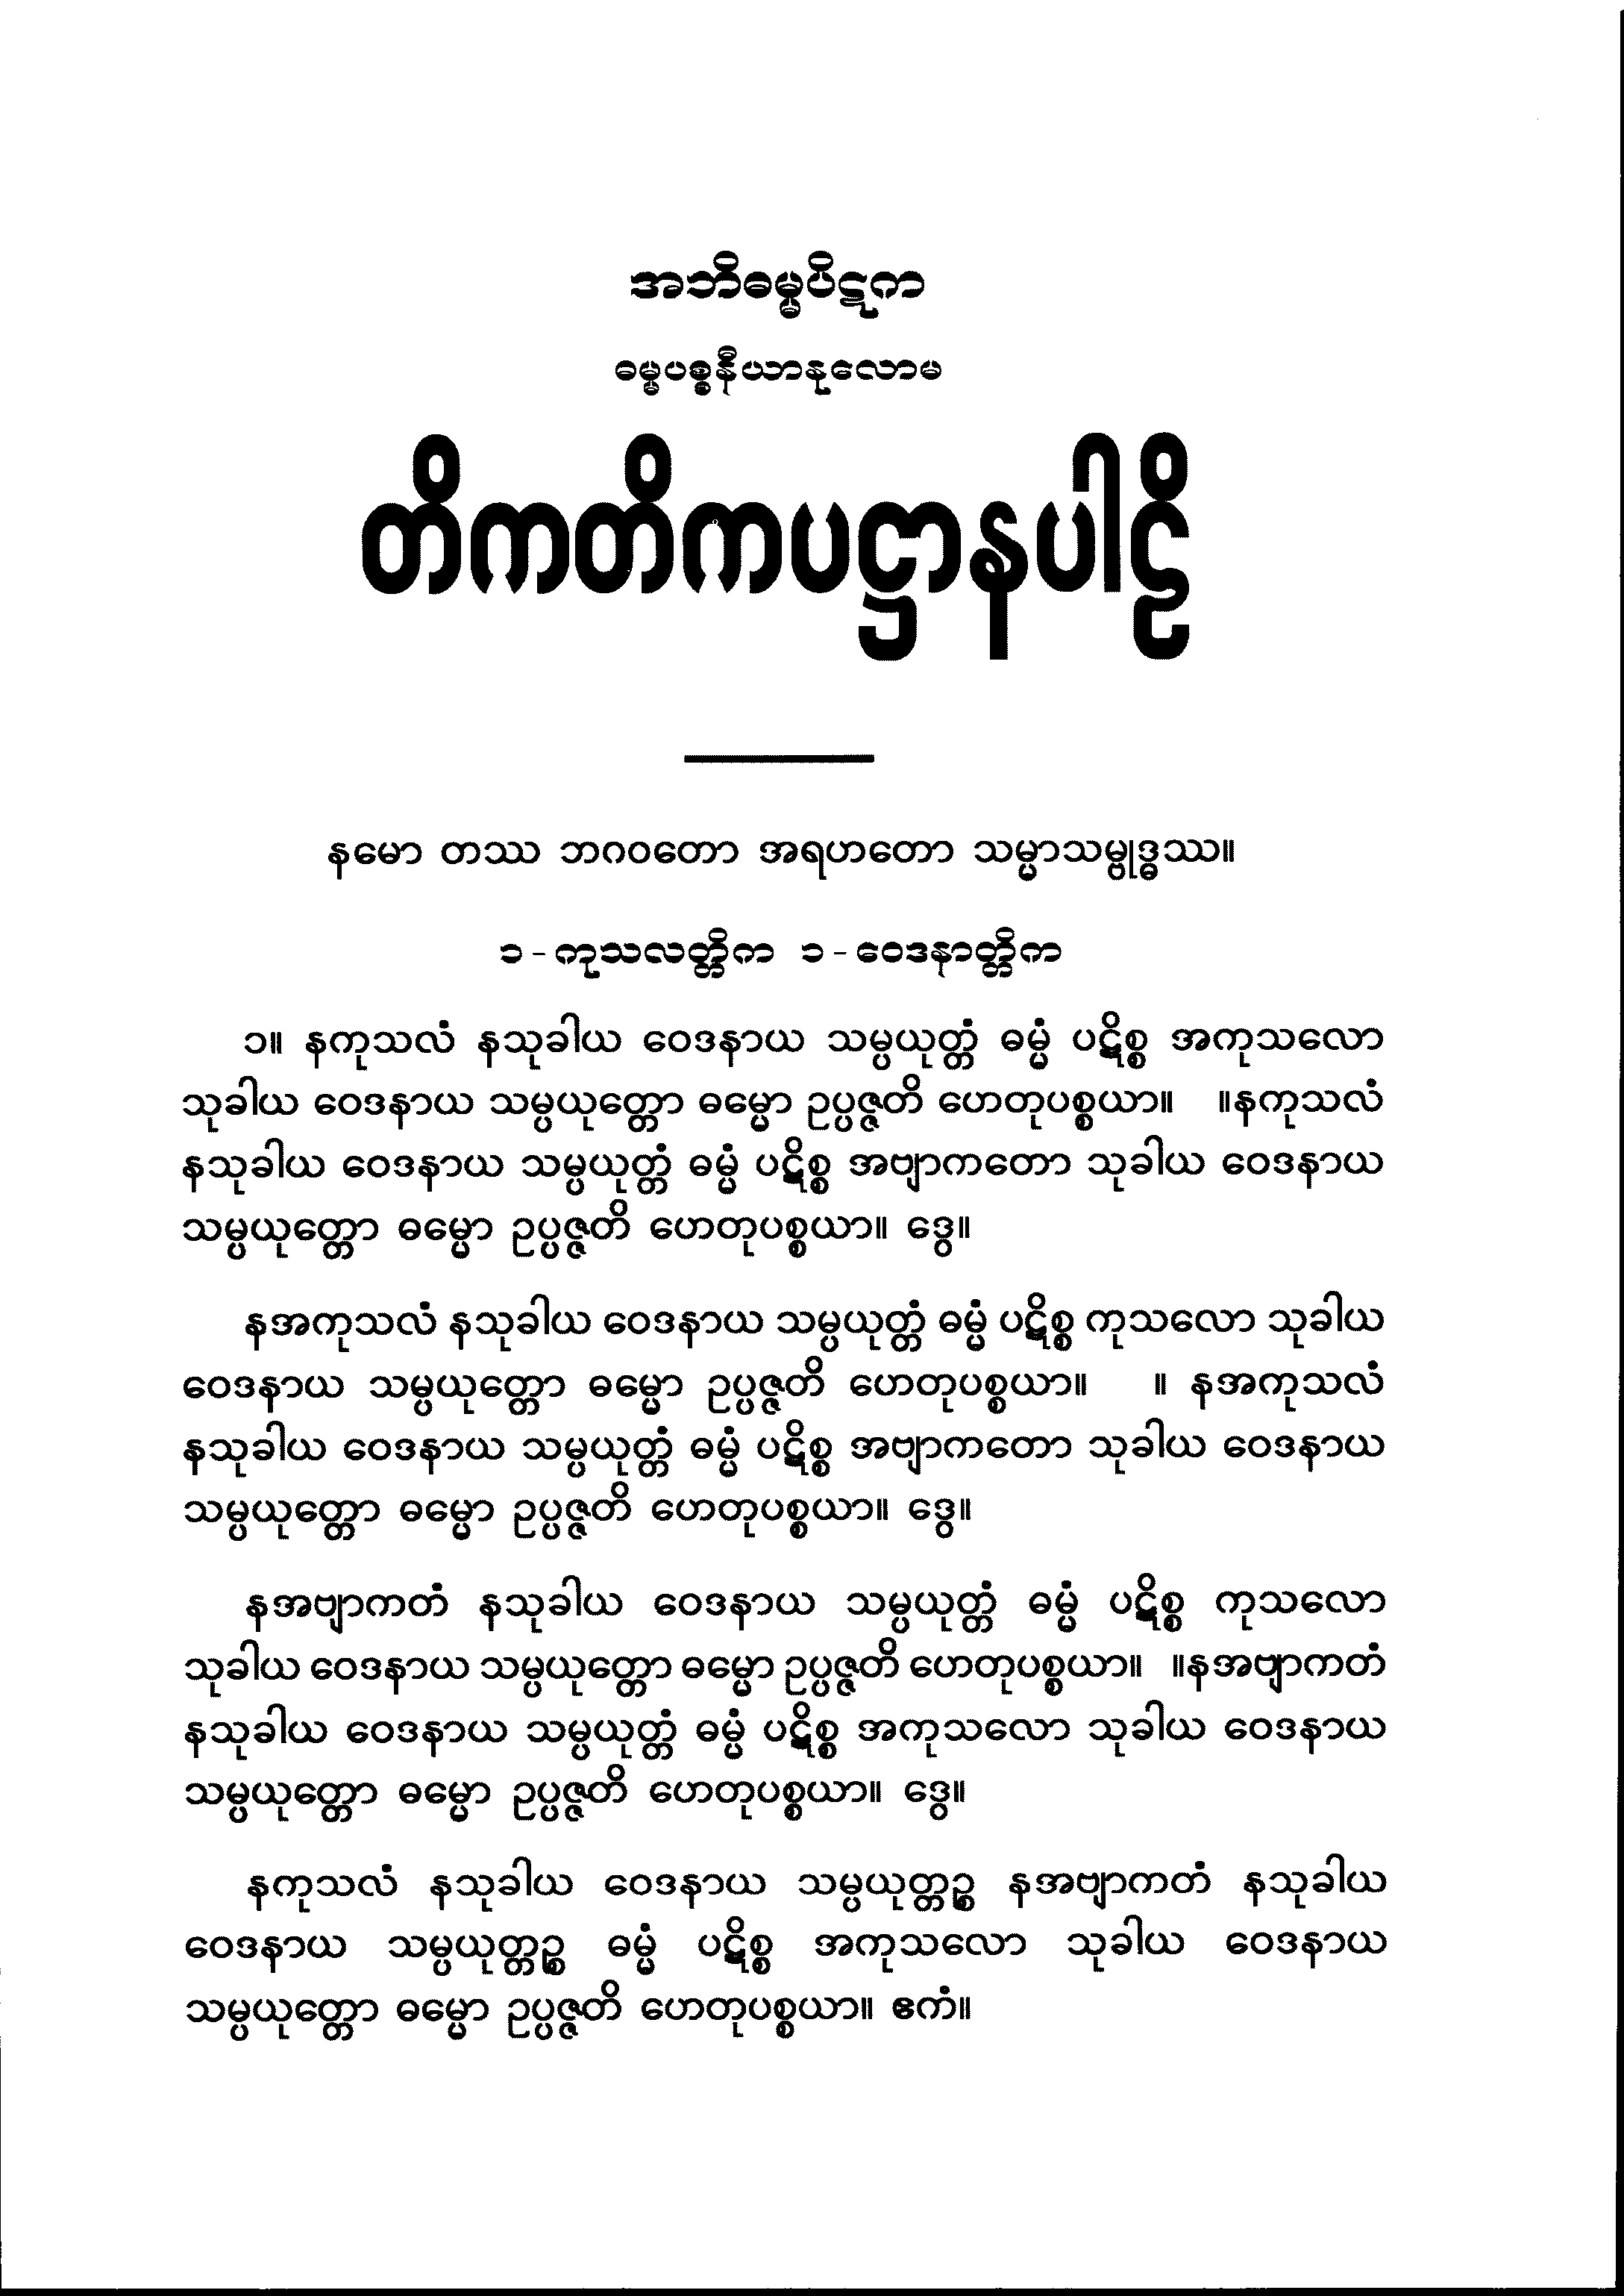 အဘိဓမ္မပိဋက
ဓမ္မပစ္စနီယာနုလောမ
တိကတိကပဋ္ဌာနပါဠိ
နမော တဿ ဘဂဝတော အရဟတော သမ္မာသမ္ဗုဒ္ဓဿ။
၁-ကုသလတ္တိက ၁-ဝေဒနာတ္တိက
၁။ နကုသလံ နသုခါယ ဝေဒနာယ သမ္ပယုတ္တံ ဓမ္မံ ပဋိစ္စ အကုသလော
သုခါယ ဝေဒနာယ သမ္ပယုတ္တော ဓမ္မော ဥပ္ပဇ္ဇတိ ဟေတုပစ္စယာ။ ။နကုသလံ
နသုခါယ ဝေဒနာယ သမ္ပယုတ္တံ ဓမ္မံ ပဋိစ္စ အဗျာကတော သုခါယ ဝေဒနာယ
သမ္ပယုတ္တော ဓမ္မော ဥပ္ပဇ္ဇတိ ဟေတုပစ္စယာ။ ဒွေ။
နအကုသလံ နသုခါယ ဝေဒနာယ သမ္ပယုတ္တံ ဓမ္မံ ပဋိစ္စ ကုသလော သုခါယ
ဝေဒနာယ သမ္ပယုတ္တော ဓမ္မော ဥပ္ပဇ္ဇတိ ဟေတုပစ္စယာ။ ။ နအကုသလံ
နသုခါယ ဝေဒနာယ သမ္ပယုတ္တံ ဓမ္မံ ပဋိစ္စ အဗျာကတော သုခါယ ဝေဒနာယ
သမ္ပယုတ္တော ဓမ္မော ဥပ္ပဇ္ဇတိ ဟေတုပစ္စယာ။ ဒွေ။
နအဗျာကတံ နသုခါယ ဝေဒနာယ သမ္ပယုတ္တံ ဓမ္မံ ပဋိစ္စ ကုသလော
သုခါယ ဝေဒနာယ သမ္ပယုတ္တော ဓမ္မော ဥပ္ပဇ္ဇတိ ဟေတုပစ္စယာ။ ။နအဗျာကတံ
နသုခါယ ဝေဒနာယ သမ္ပယုတ္တံ ဓမ္မံ ပဋိစ္စ အကုသလော သုခါယ ဝေဒနာယ
သမ္ပယုတ္တော ဓမ္မော ဥပ္ပဇ္ဇတိ ဟေတုပစ္စယာ။ ဒွေ။
နကုသလံ နသုခါယ ဝေဒနာယ သမ္ပယုတ္တဉ္စ နအဗျာကတံ နသုခါယ
ဝေဒနာယ သမ္ပယုတ္တဉ္စ ဓမ္မံ ပဋိစ္စ အကုသလော သုခါယ ဝေဒနာယ
သမ္ပယုတ္တော ဓမ္မော ဥပ္ပဇ္ဇတိ ဟေတုပစ္စယာ။ ဧကံ။